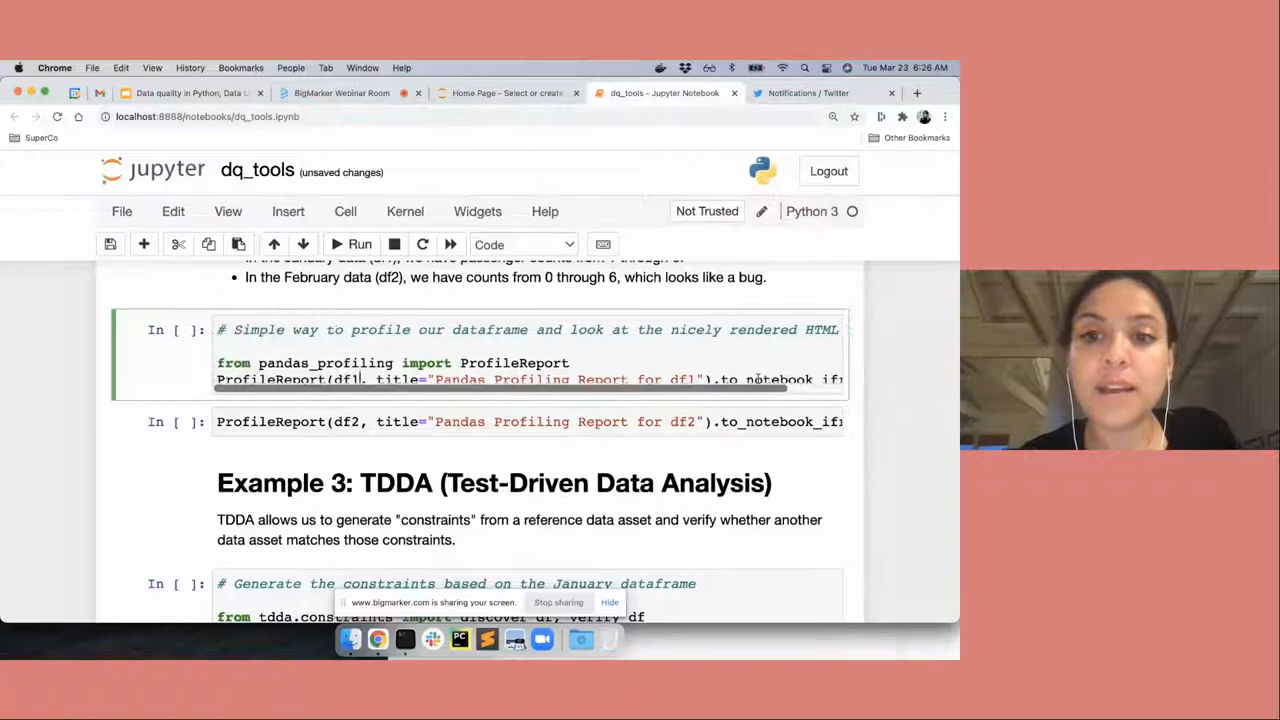 Chrome File Edit View History Bookmarks People Tab Window Help Tue Mar 23 6:26 AM
Data quality in Python, Data U BigMarker Webinar Room Home Page - Select or create dq_tools - Jupyter Notebook Notifications / Twitter
localhost:8888/notebooks/dq_tools.ipynb
SuperCo Other Bookmarks
jupyter dq_tools (unsaved changes) Logout
File Edit View Insert Cell Kernel Widgets Help Not Trusted Python 3
Run Code
• In the February data (df2), we have counts from 0 through 6, which looks like a bug.
In [ ]: # Simple way to profile our dataframe and look at the nicely rendered HTML
from pandas_profiling import ProfileReport
ProfileReport(df1, title="Pandas Profiling Report for df1").to_notebook_ifr
In [ ]: ProfileReport(df2, title="Pandas Profiling Report for df2").to_notebook_ifr
Example 3: TDDA (Test-Driven Data Analysis)
TDDA allows us to generate "constraints" from a reference data asset and verify whether another
data asset matches those constraints.
In [ ]: # Generate the constraints based on the January dataframe
www.bigmarker.com is sharing your screen. Stop sharing Hide
from tdda.constraints import discover_df, verify_df